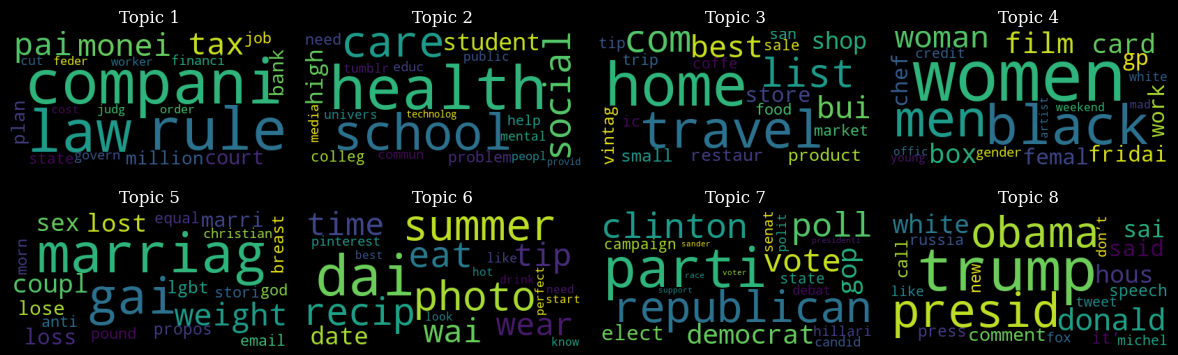 Topic 1
pai monei tax job
cut feder worker financi bank
compani
plan cost judg order
law rule
state govern million court
Topic 2
need care student
high tumblr educ public social
health
media univers technolog help
school mental
colleg commun problem peopl provid
Topic 3
tip com best san sale shop
trip coffe list
home
vintag store food bui
ic travel market
small restaur product
Topic 4
woman film card
credit gp
chef women white work
men black artist weekend mad
offic box gender femal fridai
young
Topic 5
sex lost equal marri
christian breast
morn marriag
coupl gai lgbt stori god
lose weight
anti
loss pound propos email
Topic 6
time summer
pinterest best eat like tip
dai hot drink perfect need
recip photo start
look wear
date wai know
Topic 7
clinton senat polit poll
campaign sander presidenti
parti vote gop
race voter state
support debat
republican
elect democrat hillari
candid
Topic 8
white obama don't sai
russia said
call new hous
trump
like presid tweet speech
donald
press comment fox it michel